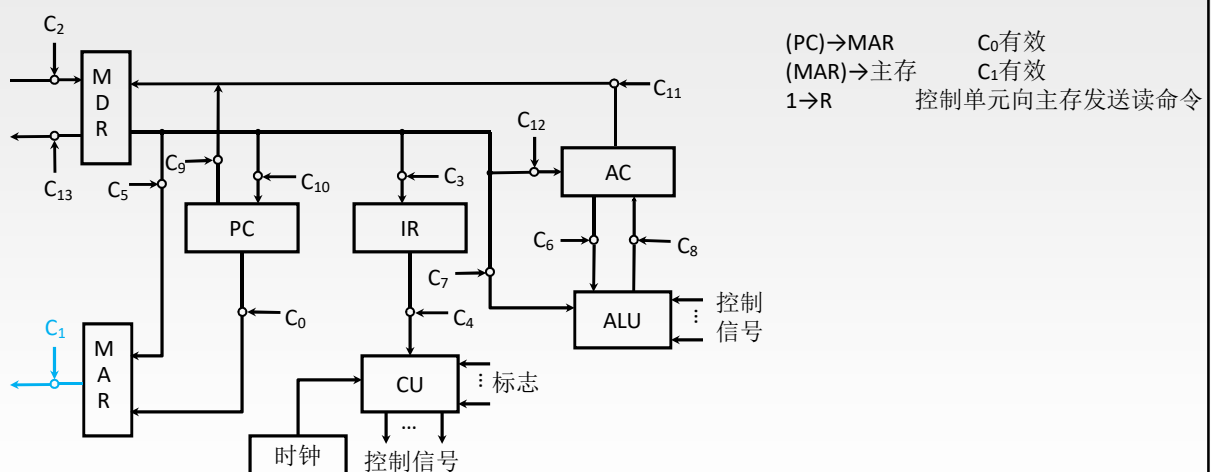 C₂
(PC)→MAR C₀有效
(MAR)→主存 C₁有效
1→R 控制单元向主存发送读命令
M
D
R
C₁₁
C₁₂
C₉
C₁₃
C₅
C₁₀
C₃
AC
PC
IR
C₆
C₈
C₇
C₀
C₄
ALU
控制
⋮
信号
C₁
M
A
R
CU
⋮ 标志
...
时钟
控制信号